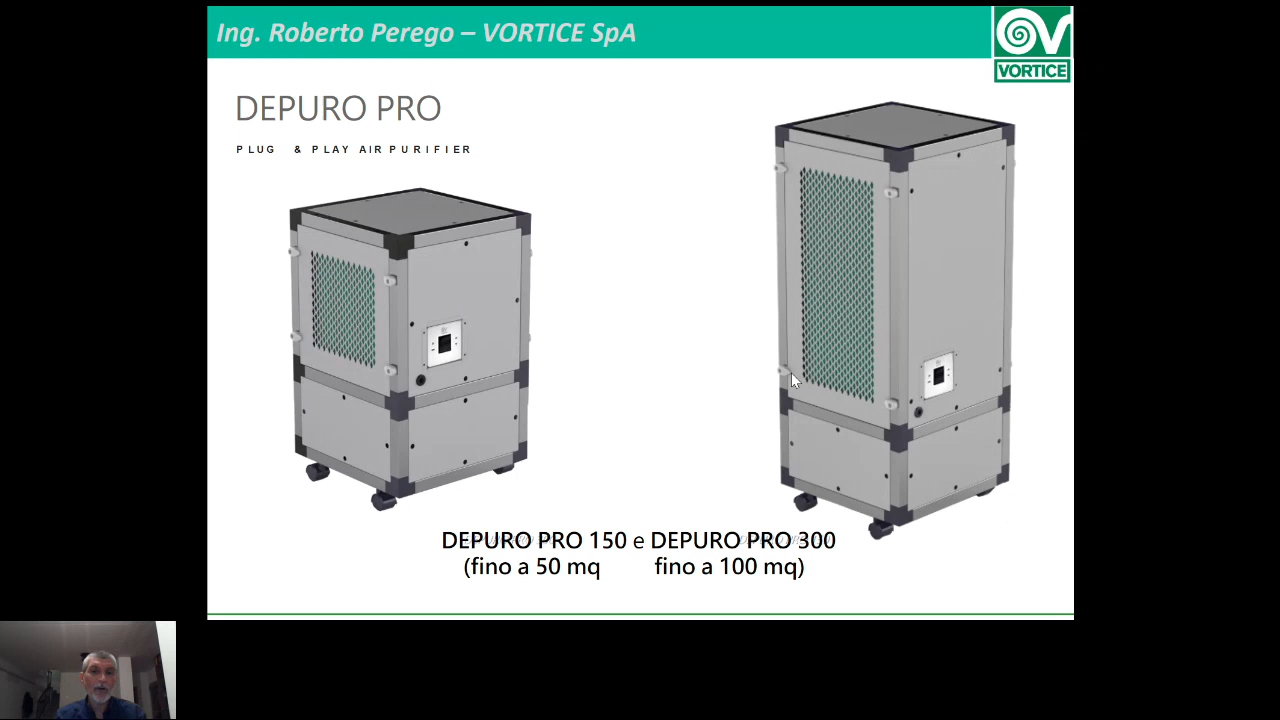 Ing. Roberto Perego – VORTICE SpA
VORTICE
DEPURO PRO
PLUG & PLAY AIR PURIFIER
DEPURO PRO 150 e DEPURO PRO 300
(fino a 50 mq fino a 100 mq)